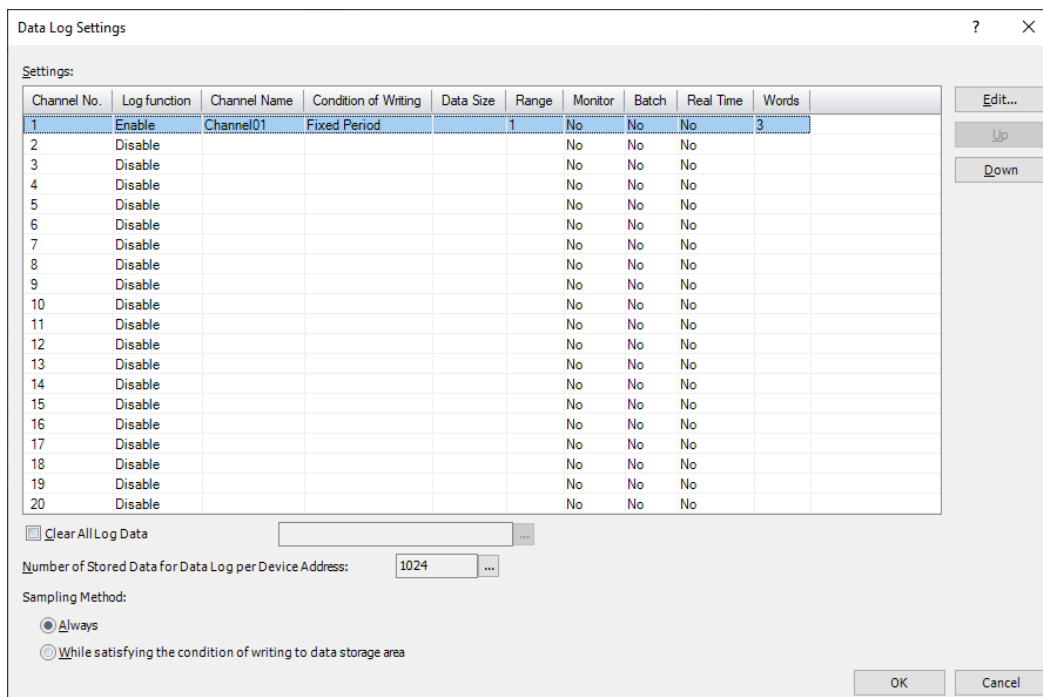 Data Log Settings ? ×
Settings:
Channel No. Log function Channel Name Condition of Writing Data Size Range Monitor Batch Real Time Words
1 Enable Channel01 Fixed Period 1 No No No 3
2 Disable No No No
3 Disable No No No
4 Disable No No No
5 Disable No No No
6 Disable No No No
7 Disable No No No
8 Disable No No No
9 Disable No No No
10 Disable No No No
11 Disable No No No
12 Disable No No No
13 Disable No No No
14 Disable No No No
15 Disable No No No
16 Disable No No No
17 Disable No No No
18 Disable No No No
19 Disable No No No
20 Disable No No No
Edit...
Up
Down
Clear All Log Data ...
Number of Stored Data for Data Log per Device Address: 1024 ...
Sampling Method:
Always
While satisfying the condition of writing to data storage area
OK Cancel